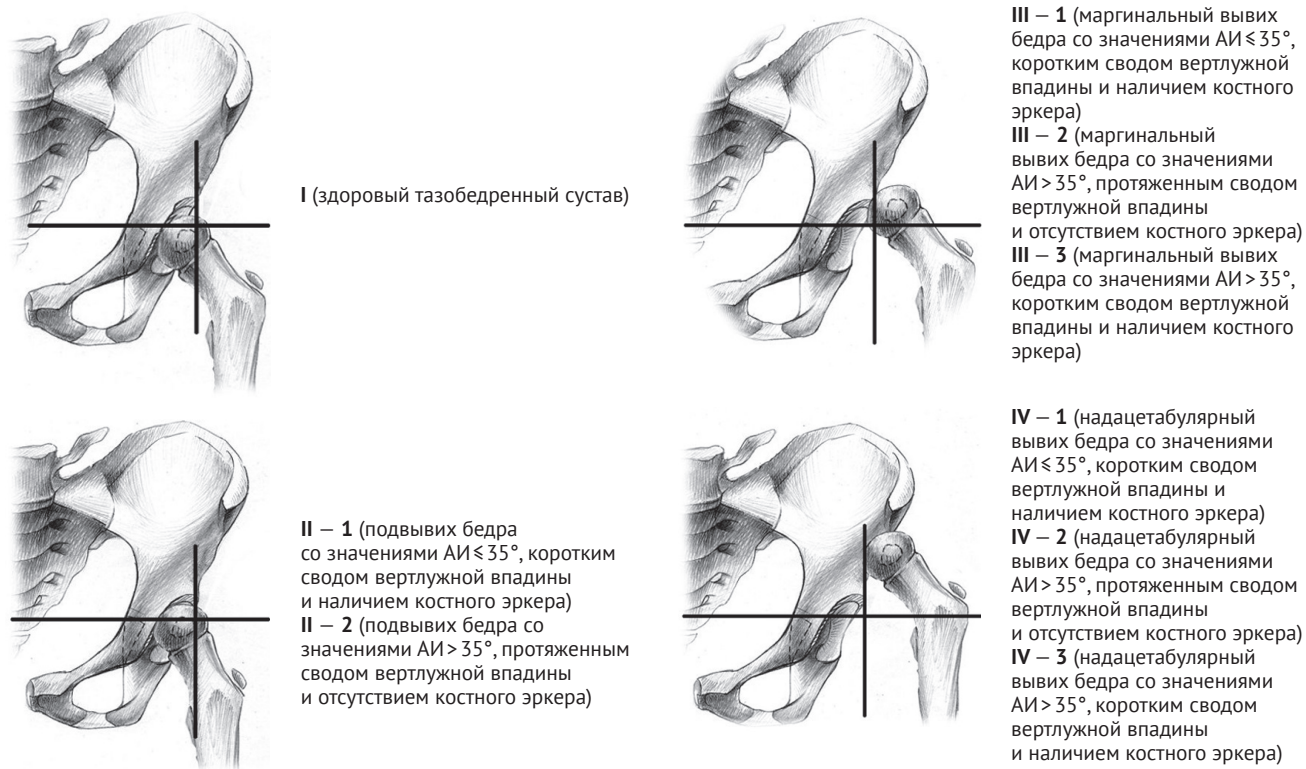 I (здоровый тазобедренный сустав)
II – 1 (подвывих бедра
со значениями АИ ⩽ 35°, коротким
сводом вертлужной впадины
и наличием костного эркера)
II – 2 (подвывих бедра со
значениями АИ > 35°, протяженным
сводом вертлужной впадины
и отсутствием костного эркера)
III – 1 (маргинальный вывих
бедра со значениями АИ ⩽ 35°,
коротким сводом вертлужной
впадины и наличием костного
эркера)
III – 2 (маргинальный
вывих бедра со значениями
АИ > 35°, протяженным сводом
вертлужной впадины
и отсутствием костного эркера)
III – 3 (маргинальный вывих
бедра со значениями АИ > 35°,
коротким сводом вертлужной
впадины и наличием костного
эркера)
IV – 1 (надацетабулярный
вывих бедра со значениями
АИ ⩽ 35°, коротким сводом
вертлужной впадины и
наличием костного эркера)
IV – 2 (надацетабулярный
вывих бедра со значениями
АИ > 35°, протяженным сводом
вертлужной впадины
и отсутствием костного эркера)
IV – 3 (надацетабулярный
вывих бедра со значениями
АИ > 35°, коротким сводом
вертлужной впадины
и наличием костного эркера)